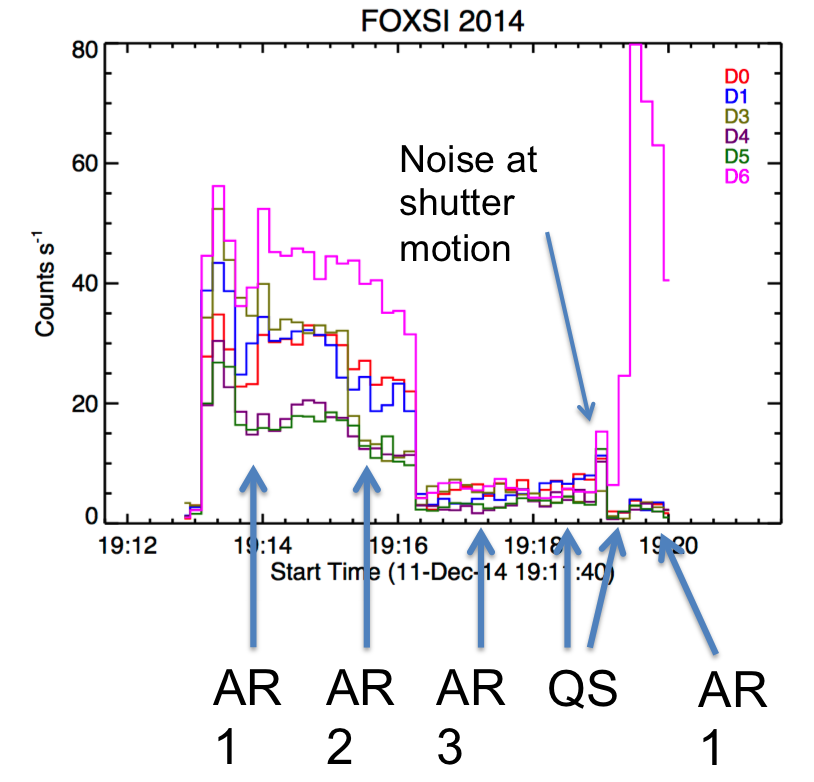 FOXSI 2014
80
60
40
20
0
Counts s-1
D0
D1
D3
D4
D5
D6
Noise at
shutter
motion
19:12
19:14
19:16
19:18
19:20
Start Time (11-Dec-14 19:11:40)
AR
1
AR
2
AR
3
QS
AR
1